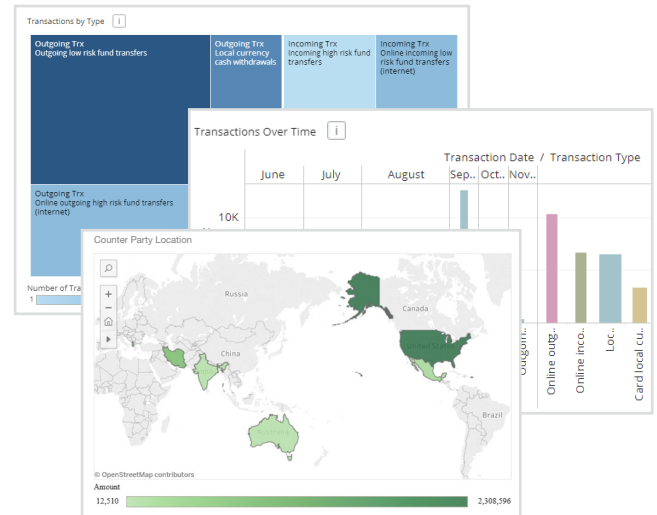 Transactions by Type i
Outgoing Trx
Outgoing low risk fund transfers
Outgoing Trx
Local currency
cash withdrawals
Incoming Trx
Incoming high risk fund
transfers
Incoming Trx
Online incoming low
risk fund transfers
(internet)
Outgoing Trx
Online outgoing high risk fund transfers
(internet)
Number of Tra
1
Transactions Over Time i
Transaction Date / Transaction Type
June July August Sep.. Oct.. Nov..
10K
Online outg..
Online inco..
Loc..
Card local cu..
Counter Party Location
Russia
Canada
United States
China
Australia
Brazil
© OpenStreetMap contributors
Amount
12,510 2,308,596